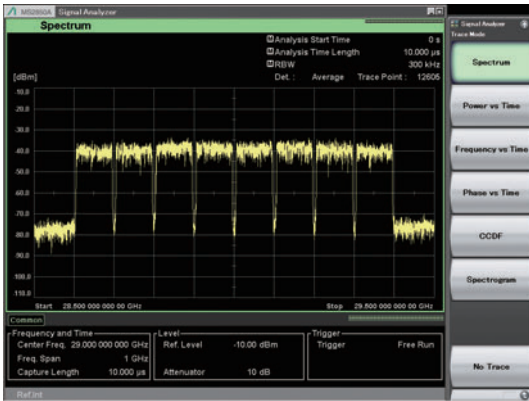 MS2850A Signal Analyzer
Spectrum
Analysis Start Time 0 s
Analysis Time Length 10.000 µs
RBW 300 kHz
Det. : Average Trace Point : 12605
[dBm]
-10.0
-20.0
-30.0
-40.0
-50.0
-60.0
-70.0
-80.0
-90.0
-100.0
-110.0
Start 28.500 000 000 00 GHz Stop 29.500 000 000 00 GHz
Common
Frequency and Time
Center Freq. 29.000 000 000 GHz
Freq. Span 1 GHz
Capture Length 10.000 µs
Level
Ref. Level -10.00 dBm
Attenuator 10 dB
Trigger
Trigger Free Run
Ref.Int
Signal Analyzer
Trace Mode
Spectrum
Power vs Time
Frequency vs Time
Phase vs Time
CCDF
Spectrogram
No Trace